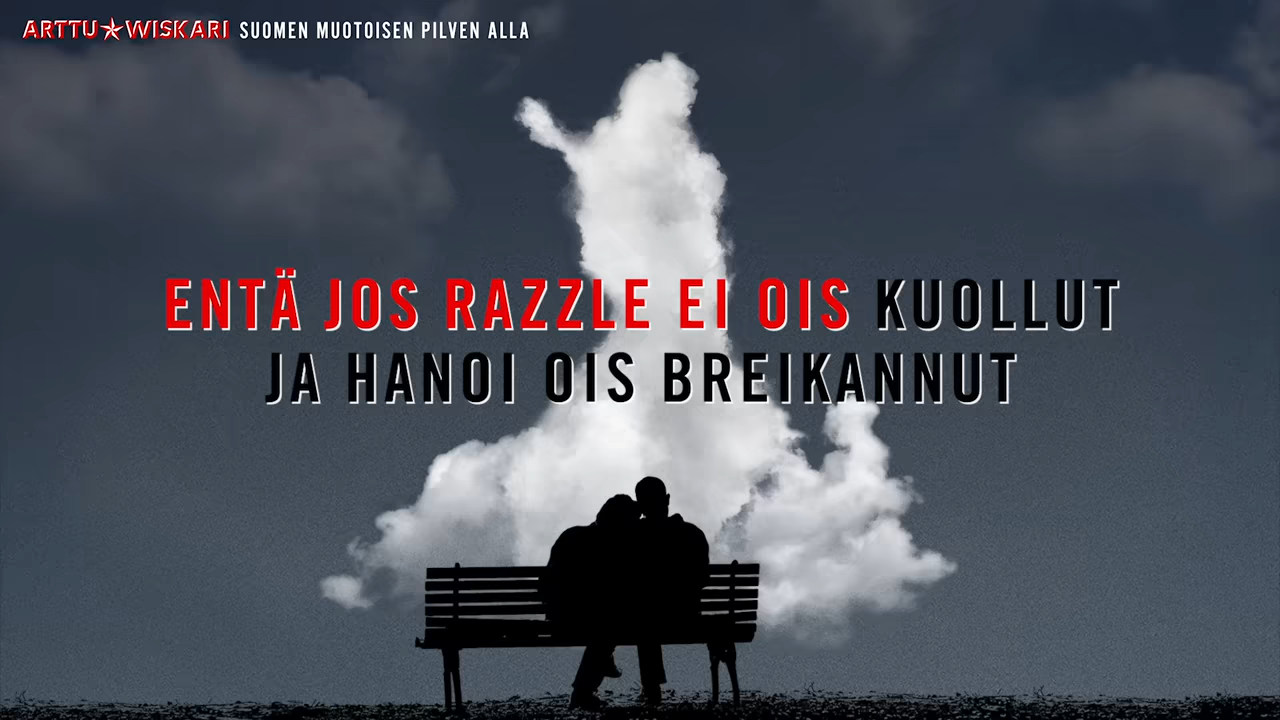 ARTTU WISKARI SUOMEN MUOTOISEN PILVEN ALLA
ENTÄ JOS RAZZLE EI OIS KUOLLUT
JA HANOI OIS BREIKANNUT